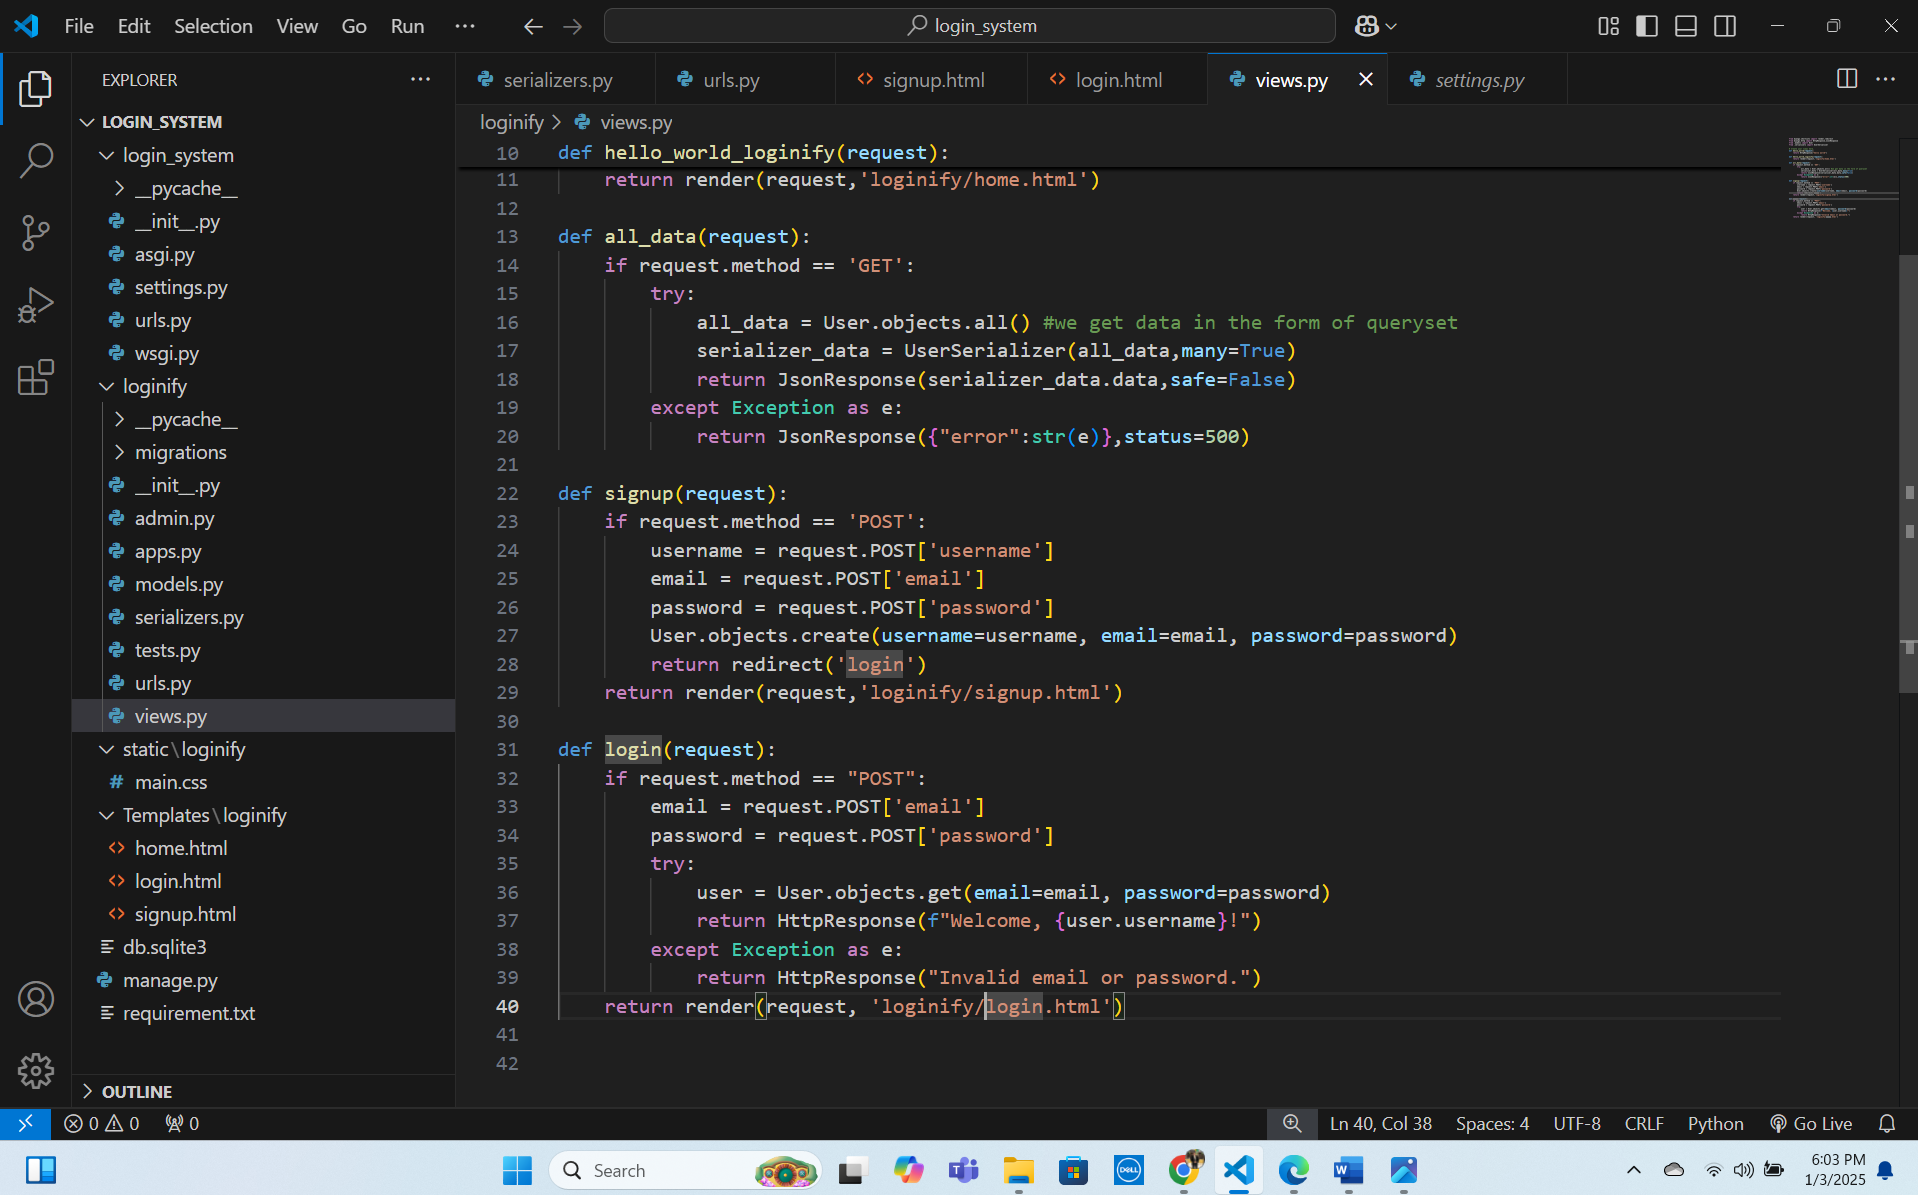 File Edit Selection View Go Run ··· login_system
EXPLORER ···
LOGIN_SYSTEM
login_system
__pycache__
__init__.py
asgi.py
settings.py
urls.py
wsgi.py
loginify
__pycache__
migrations
__init__.py
admin.py
apps.py
models.py
serializers.py
tests.py
urls.py
views.py
static\loginify
# main.css
Templates\loginify
<> home.html
<> login.html
<> signup.html
db.sqlite3
manage.py
requirement.txt
OUTLINE
serializers.py urls.py <> signup.html <> login.html views.py settings.py ···
loginify > views.py
10 def hello_world_loginify(request):
11     return render(request,'loginify/home.html')
12
13 def all_data(request):
14     if request.method == 'GET':
15         try:
16             all_data = User.objects.all() #we get data in the form of queryset
17             serializer_data = UserSerializer(all_data,many=True)
18             return JsonResponse(serializer_data.data,safe=False)
19         except Exception as e:
20             return JsonResponse({"error":str(e)},status=500)
21
22 def signup(request):
23     if request.method == 'POST':
24         username = request.POST['username']
25         email = request.POST['email']
26         password = request.POST['password']
27         User.objects.create(username=username, email=email, password=password)
28         return redirect('login')
29     return render(request,'loginify/signup.html')
30
31 def login(request):
32     if request.method == "POST":
33         email = request.POST['email']
34         password = request.POST['password']
35         try:
36             user = User.objects.get(email=email, password=password)
37             return HttpResponse(f"Welcome, {user.username}!")
38         except Exception as e:
39             return HttpResponse("Invalid email or password.")
40     return render(request, 'loginify/login.html')
41
42
0 0 0 Ln 40, Col 38 Spaces: 4 UTF-8 CRLF Python Go Live
Search DELL W 6:03 PM
1/3/2025